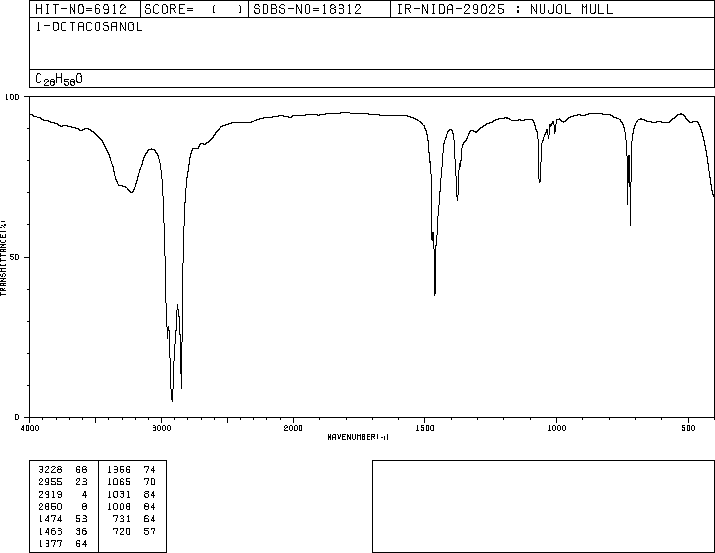 HIT-NO=6912 SCORE= ( ) SDBS-NO=18312 IR-NIDA-29025 : NUJOL MULL
1-OCTACOSANOL
C28H58O
100
TRANSMITTANCE(%)
50
0
4000 3000 2000 1500 1000 500
WAVENUMBER(-1)
3228 68 1366 74
2955 23 1065 70
2919 4 1031 84
2850 8 1008 84
1474 53 731 64
1463 36 720 57
1377 64